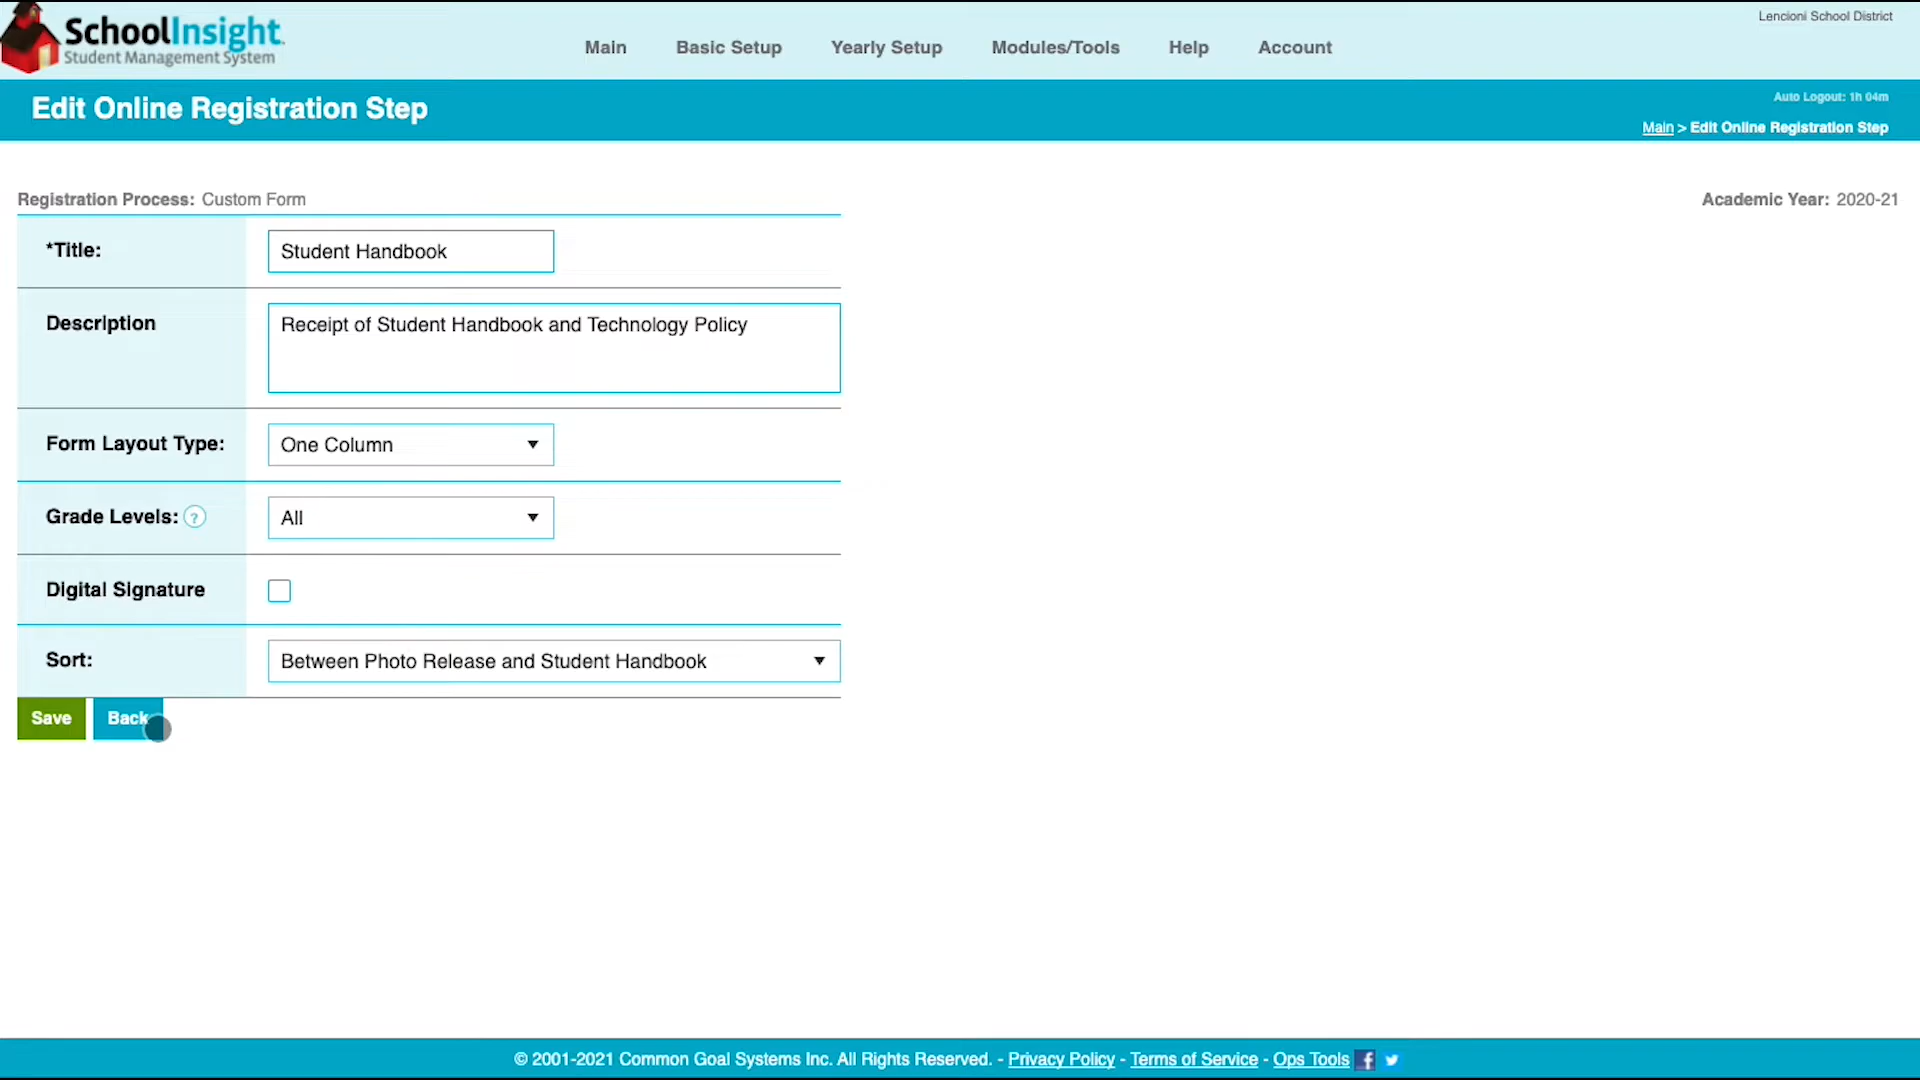 SchoolInsight
Student Management System
Main
Basic Setup
Yearly Setup
Modules/Tools
Help
Account
Lencioni School District
Edit Online Registration Step
Auto Logout: 1h 04m
Main > Edit Online Registration Step
Registration Process: Custom Form
Academic Year: 2020-21
*Title:
Student Handbook
Description
Receipt of Student Handbook and Technology Policy
Form Layout Type:
One Column
Grade Levels: ?
All
Digital Signature
Sort:
Between Photo Release and Student Handbook
Save
Back
© 2001-2021 Common Goal Systems Inc. All Rights Reserved. - Privacy Policy - Terms of Service - Ops Tools f